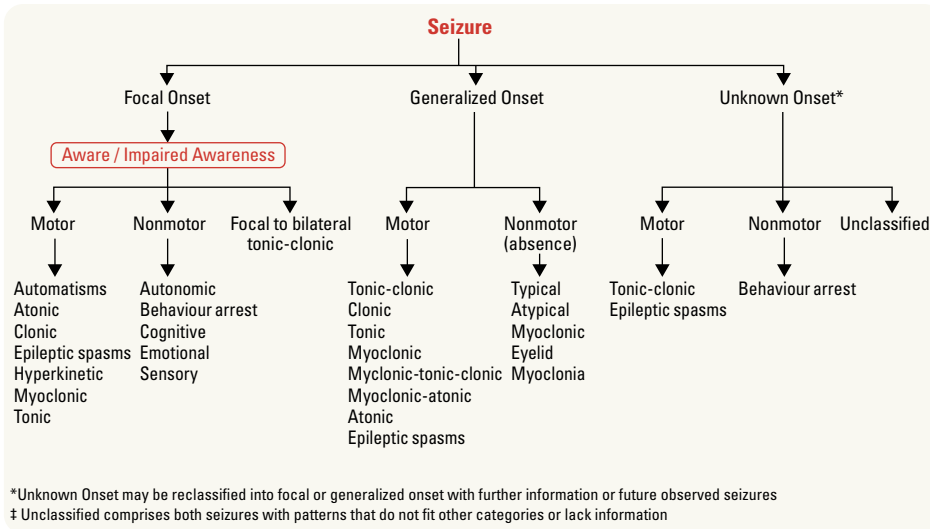 Seizure
Focal Onset
Generalized Onset
Unknown Onset*
Aware / Impaired Awareness
Motor
Nonmotor
Focal to bilateral
tonic-clonic
Motor
Nonmotor
(absence)
Motor
Nonmotor
Unclassified
Automatisms
Atonic
Clonic
Epileptic spasms
Hyperkinetic
Myoclonic
Tonic
Autonomic
Behaviour arrest
Cognitive
Emotional
Sensory
Tonic-clonic
Clonic
Tonic
Myoclonic
Myclonic-tonic-clonic
Myoclonic-atonic
Atonic
Epileptic spasms
Typical
Atypical
Myoclonic
Eyelid
Myoclonia
Tonic-clonic
Epileptic spasms
Behaviour arrest
*Unknown Onset may be reclassified into focal or generalized onset with further information or future observed seizures
‡ Unclassified comprises both seizures with patterns that do not fit other categories or lack information